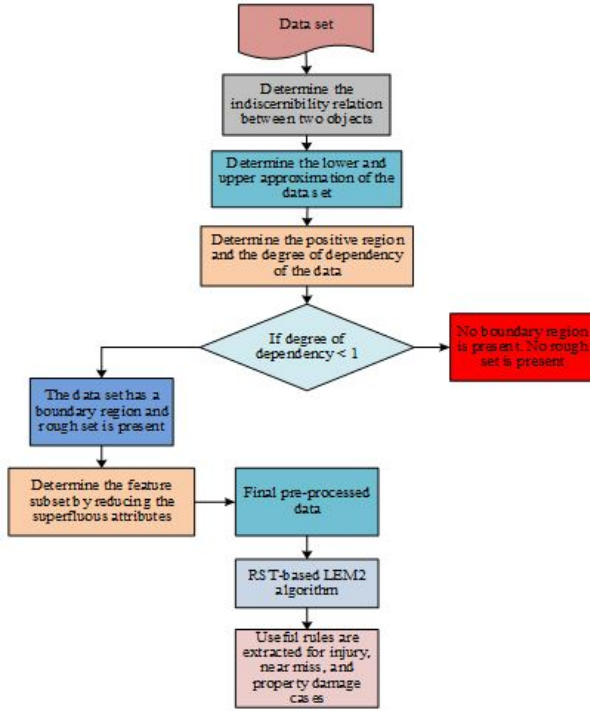 Data set
Determine the
indiscernibility relation
between two objects
Determine the lower and
upper approximation of the
data set
Determine the positive region
and the degree of dependency
of the data
If degree of
dependency < 1
No boundary region
is present. No rough
set is present
The data set has a
boundary region and
rough set is present
Determine the feature
subset by reducing the
superfluous attributes
Final pre-processed
data
RST-based LEM2
algorithm
Useful rules are
extracted for injury,
near miss, and
property damage
cases